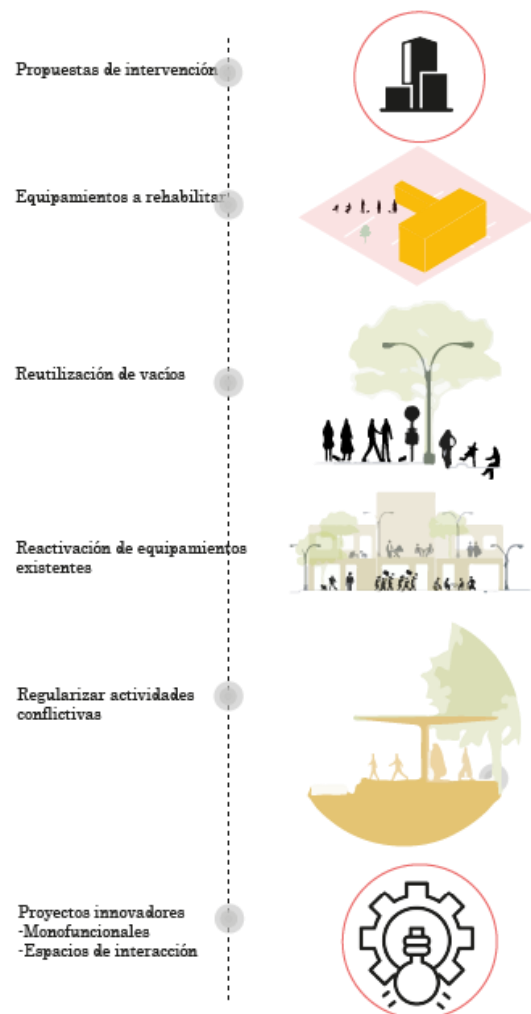 Propuestas de intervención
Equipamientos a rehabilitar
Reutilización de vacíos
Reactivación de equipamientos
existentes
Regularizar actividades
conflictivas
Proyectos innovadores
-Monofuncionales
-Espacios de interacción